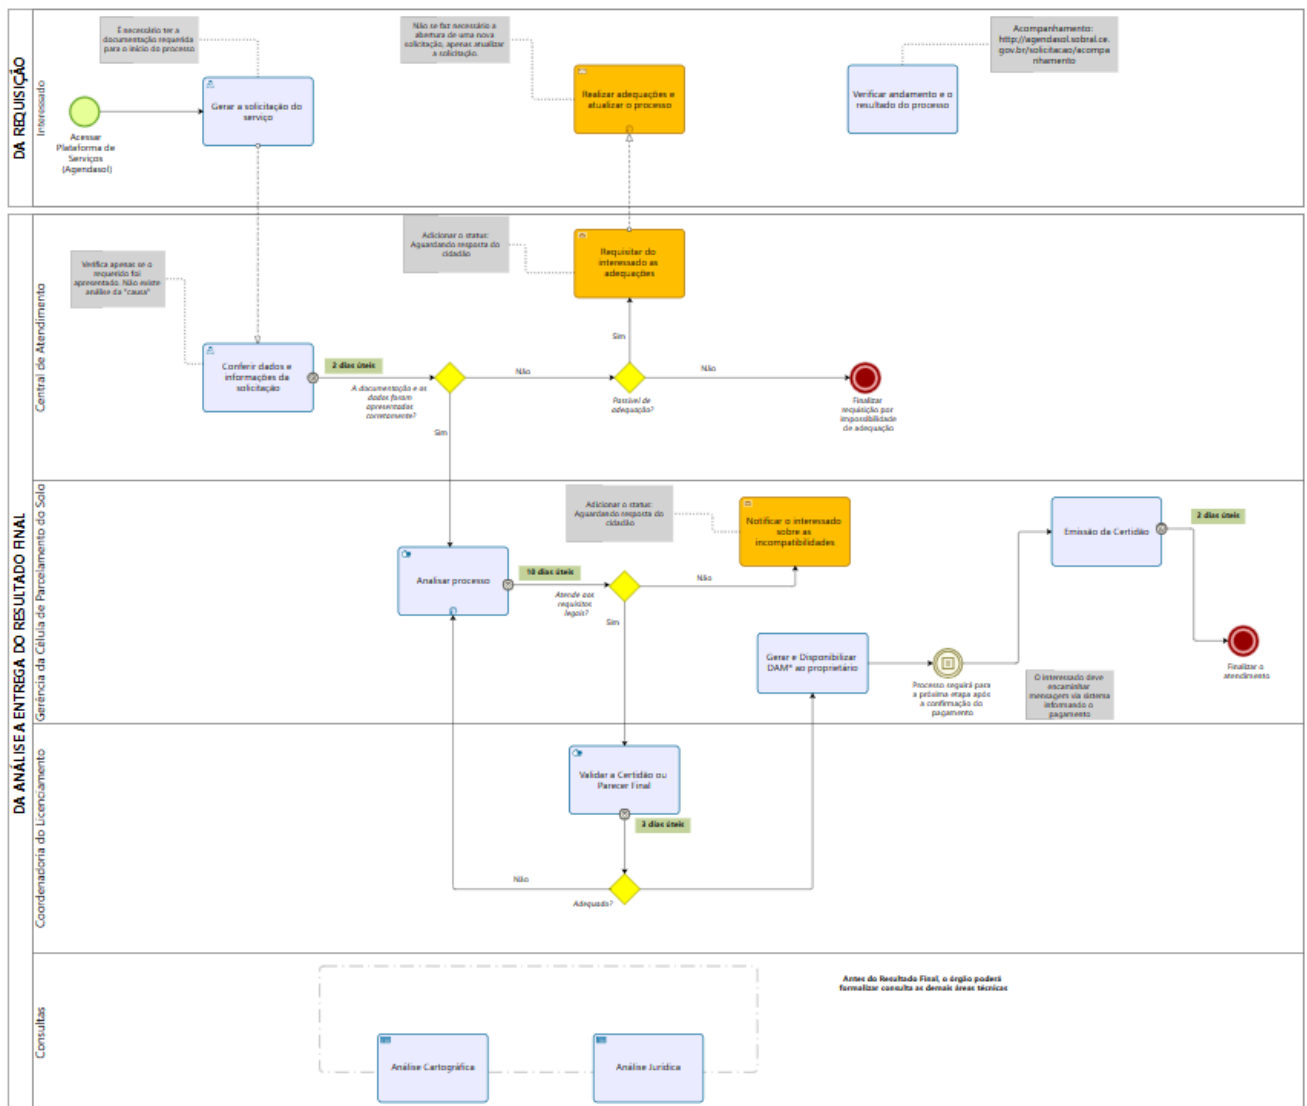 DA REQUISIÇÃO
Interessado
É necessário ter a
documentação requerida
para o início do processo
Não se faz necessário a
abertura de uma nova
solicitação, apenas atualizar
a solicitação.
Acompanhamento:
http://agendasol.sobral.ce.
gov.br/solicitacao/acompa
nhamento
Gerar a solicitação do
serviço
Realizar adequações e
atualizar o processo
Verificar andamento e o
resultado do processo
Acessar
Plataforma de
Serviços
(Agendasol)
DA ANÁLISE A ENTREGA DO RESULTADO FINAL
Central de Atendimento
Adicionar o status:
Aguardando resposta do
cidadão
Requisitar do
interessado as
adequações
Verifica apenas se o
requerido foi
apresentado. Não existe
análise da "causa"
Sim
Conferir dados e
informações da
solicitação
2 dias úteis
A documentação e os
dados foram
apresentados
corretamente?
Não
Passível de
adequação?
Não
Finalizar
requisição por
impossibilidade
de adequação
Sim
Gerência da Célula de Parcelamento do Solo
Adicionar o status:
Aguardando resposta do
cidadão
Notificar o interessado
sobre as
incompatibilidades
Emissão da Certidão
3 dias úteis
Analisar processo
10 dias úteis
Atende aos
requisitos
legais?
Não
Sim
Gerar e Disponibilizar
DAM* ao proprietário
Processo seguirá para
a próxima etapa após
a confirmação do
pagamento
O interessado deve
encaminhar
mensagem via sistema
informando o
pagamento
Finalizar o
atendimento
Coordenadoria do Licenciamento
Validar a Certidão ou
Parecer Final
3 dias úteis
Não
Adequado?
Consultas
Antes do Resultado Final, o órgão poderá
formalizar consulta as demais áreas técnicas
Análise Cartográfica
Análise Jurídica